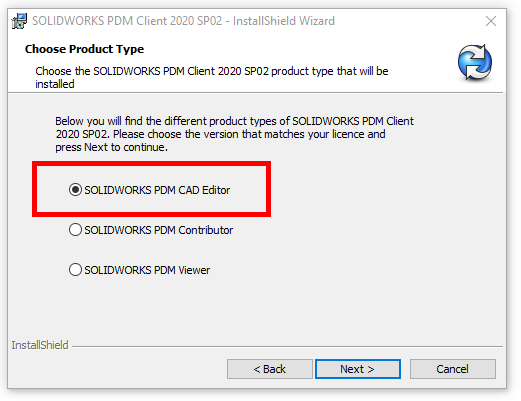 SOLIDWORKS PDM Client 2020 SP02 - InstallShield Wizard
Choose Product Type
Choose the SOLIDWORKS PDM Client 2020 SP02 product type that will be
installed
Below you will find the different product types of SOLIDWORKS PDM Client
2020 SP02. Please choose the version that matches your licence and
press Next to continue.
SOLIDWORKS PDM CAD Editor
SOLIDWORKS PDM Contributor
SOLIDWORKS PDM Viewer
InstallShield
< Back
Next >
Cancel